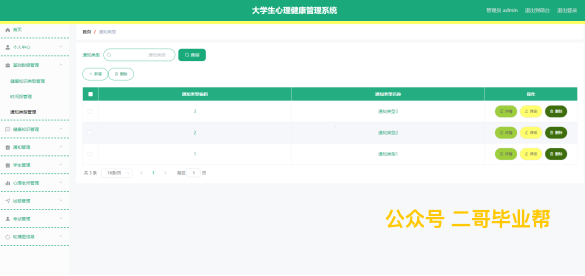 大学生心理健康管理系统
管理员 admin 退出到前台 退出登录
首页
首页 / 通知类型
个人中心
通知类型 通知类型 查询
基础数据管理
新增 删除
健康知识类型管理
时间段管理
通知类型编码 通知类型名称 操作
通知类型管理
3 通知类型3 详情 修改 删除
健康知识管理
2 通知类型2 详情 修改 删除
通知管理
1 通知类型1 详情 修改 删除
学生管理
共 3 条 10条/页 1 前往 1 页
心理老师管理
试题管理
公众号 二哥毕业帮
考试管理
轮播图信息